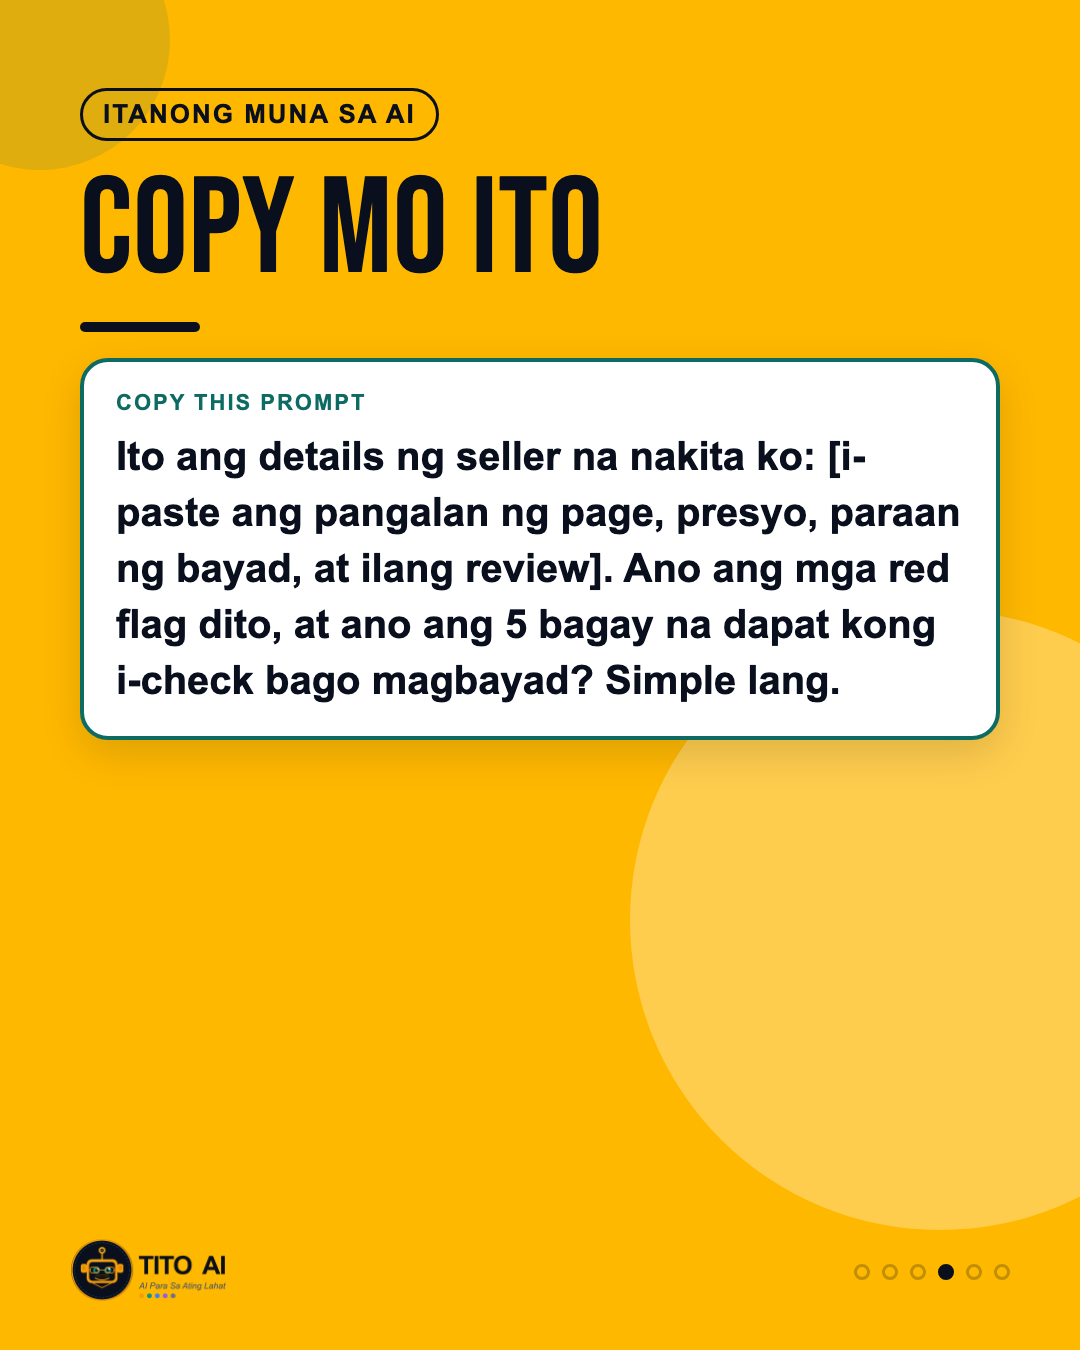 ITANONG MUNA SA AI
COPY MO ITO
COPY THIS PROMPT
Ito ang details ng seller na nakita ko: [i-
paste ang pangalan ng page, presyo, paraan
ng bayad, at ilang review]. Ano ang mga red
flag dito, at ano ang 5 bagay na dapat kong
i-check bago magbayad? Simple lang.
TITO AI
AI Para Sa Ating Lahat